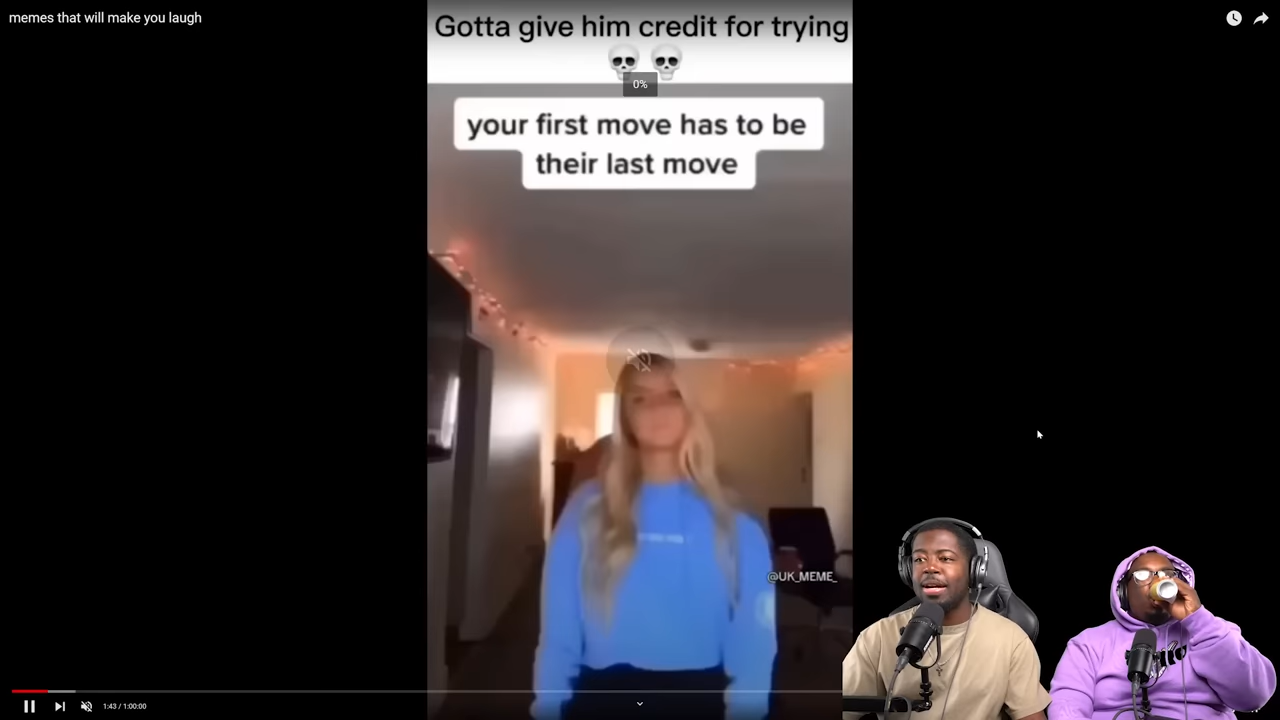 memes that will make you laugh
Gotta give him credit for trying
💀 💀
0%
your first move has to be
their last move
@UK_MEME_
1:43 / 1:00:00